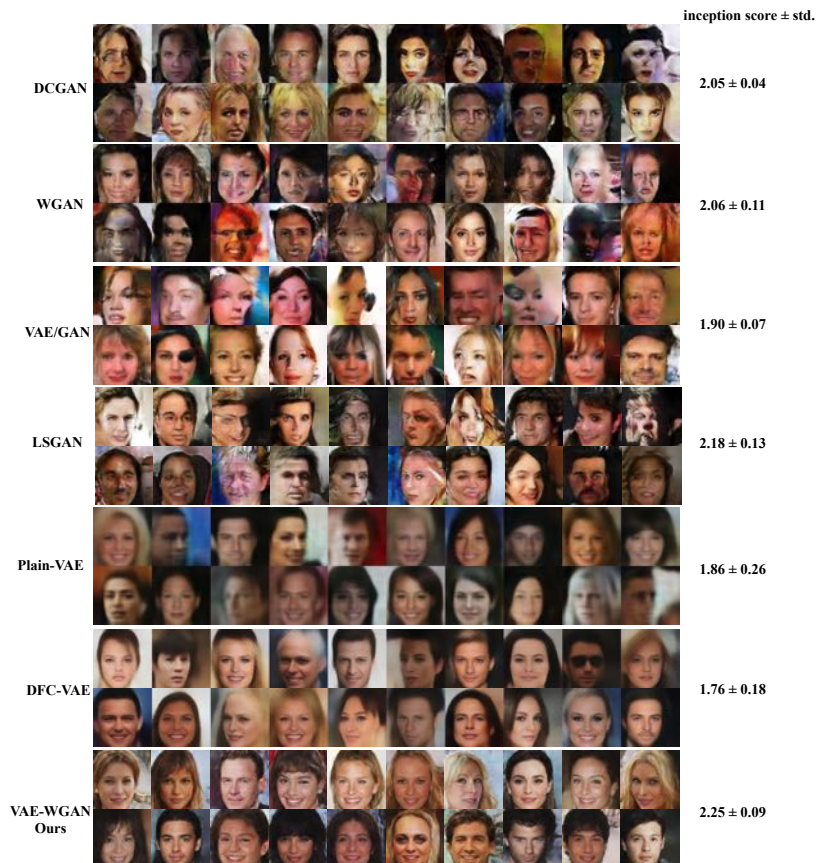 inception score ± std.
DCGAN
2.05 ± 0.04
WGAN
2.06 ± 0.11
VAE/GAN
1.90 ± 0.07
LSGAN
2.18 ± 0.13
Plain-VAE
1.86 ± 0.26
DFC-VAE
1.76 ± 0.18
VAE-WGAN
Ours
2.25 ± 0.09